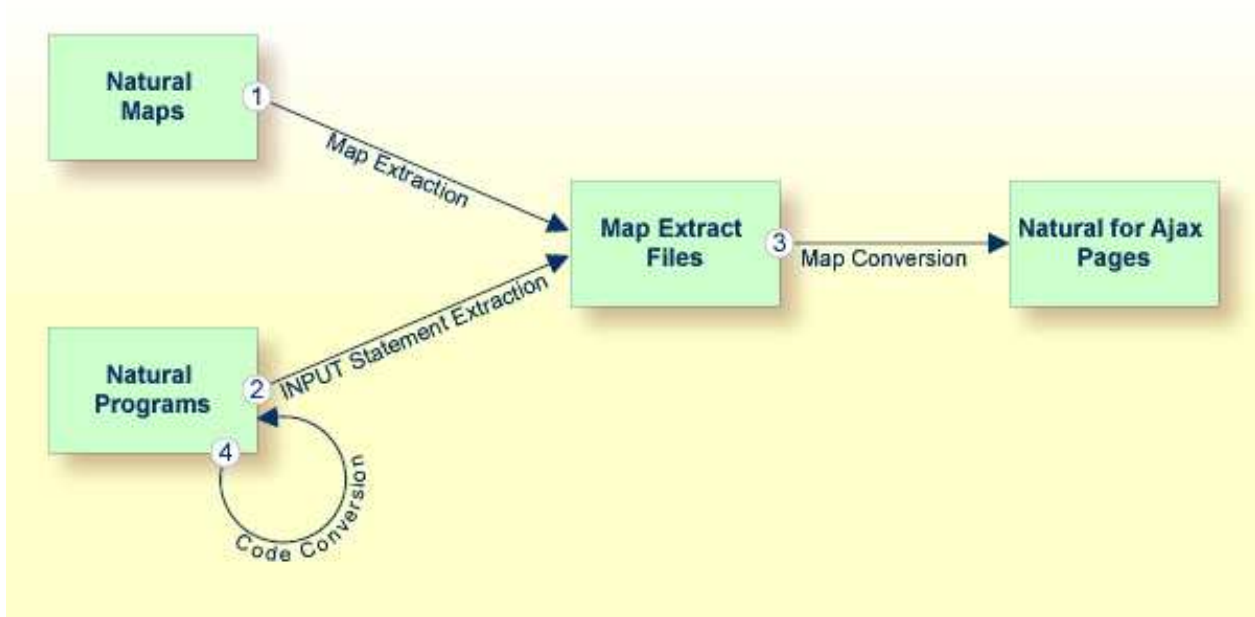 Natural
Maps
1
Map Extraction
Map Extract
Files
3
Map Conversion
Natural for Ajax
Pages
Natural
Programs
2
INPUT Statement Extraction
4
Code Conversion